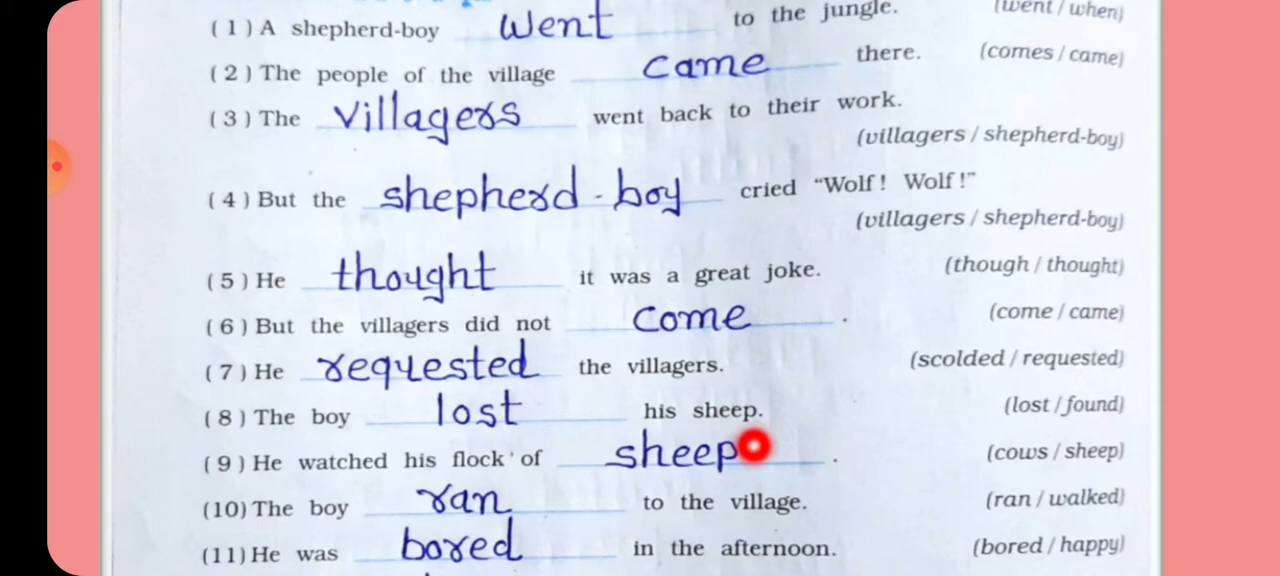 (1) A shepherd-boy went to the jungle. (went / when)
(2) The people of the village came there. (comes / came)
(3) The villagers went back to their work.
(villagers / shepherd-boy)
(4) But the shepherd-boy cried "Wolf! Wolf!"
(villagers / shepherd-boy)
(5) He thought it was a great joke. (though / thought)
(6) But the villagers did not come. (come / came)
(7) He requested the villagers. (scolded / requested)
(8) The boy lost his sheep. (lost / found)
(9) He watched his flock of sheep. (cows / sheep)
(10) The boy ran to the village. (ran / walked)
(11) He was bored in the afternoon. (bored / happy)